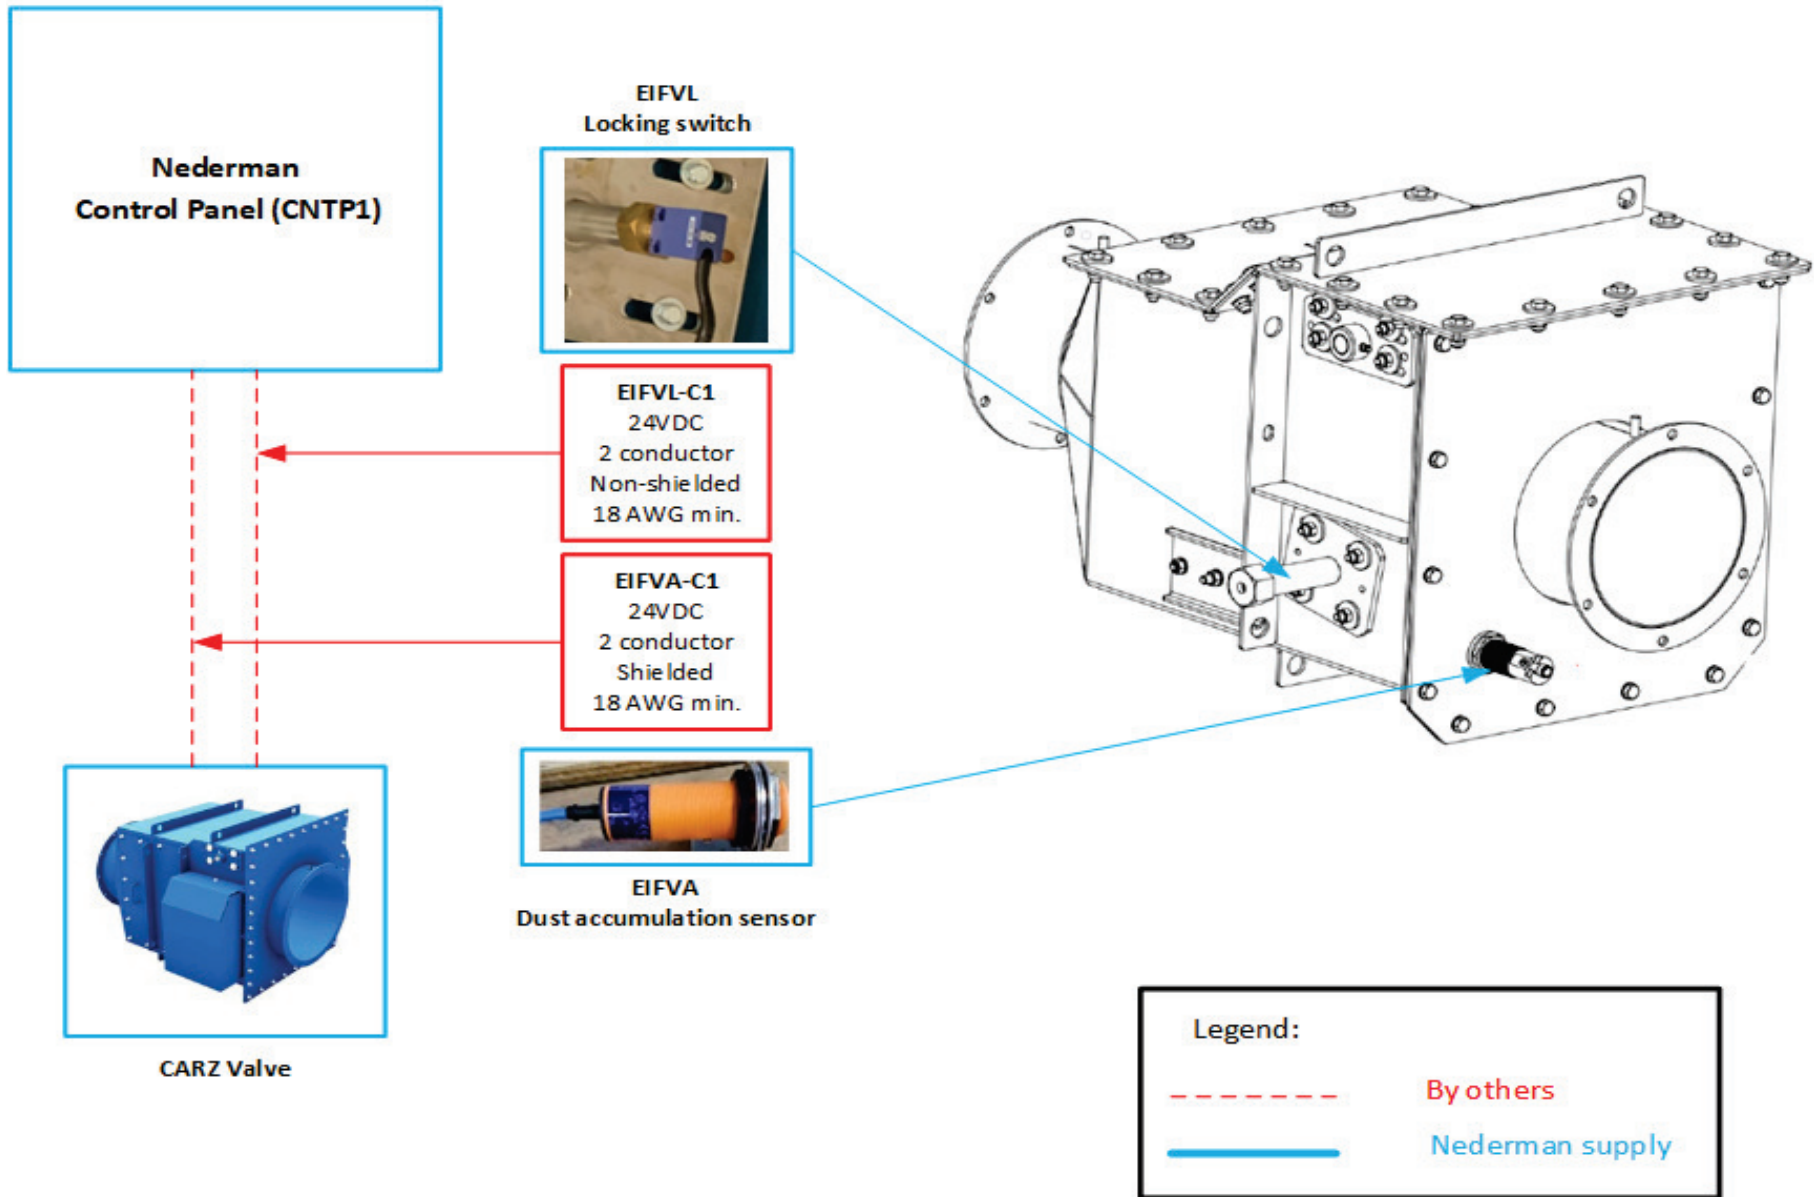 Nederman
Control Panel (CNTP1)
EIFVL
Locking switch
EIFVL-C1
24VDC
2 conductor
Non-shielded
18 AWG min.
EIFVA-C1
24VDC
2 conductor
Shielded
18 AWG min.
EIFVA
Dust accumulation sensor
CARZ Valve
Legend:
By others
Nederman supply